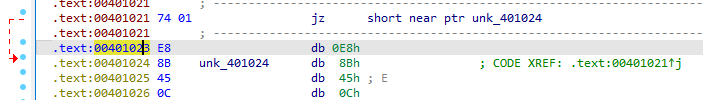 .text:00401021 ; ---------------------------------------------------------------
.text:00401021 74 01 jz short near ptr unk_401024
.text:00401021 ; ---------------------------------------------------------------
.text:00401023 E8 db 0E8h
.text:00401024 8B unk_401024 db 8Bh ; CODE XREF: .text:00401021↑j
.text:00401025 45 db 45h ; E
.text:00401026 0C db 0Ch